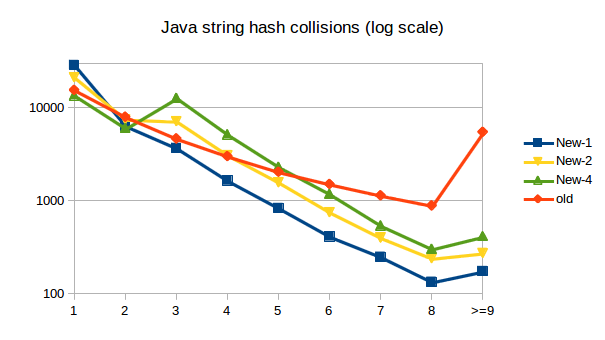 Java string hash collisions (log scale)
10000
1000
100
1 2 3 4 5 6 7 8 >=9
New-1
New-2
New-4
old